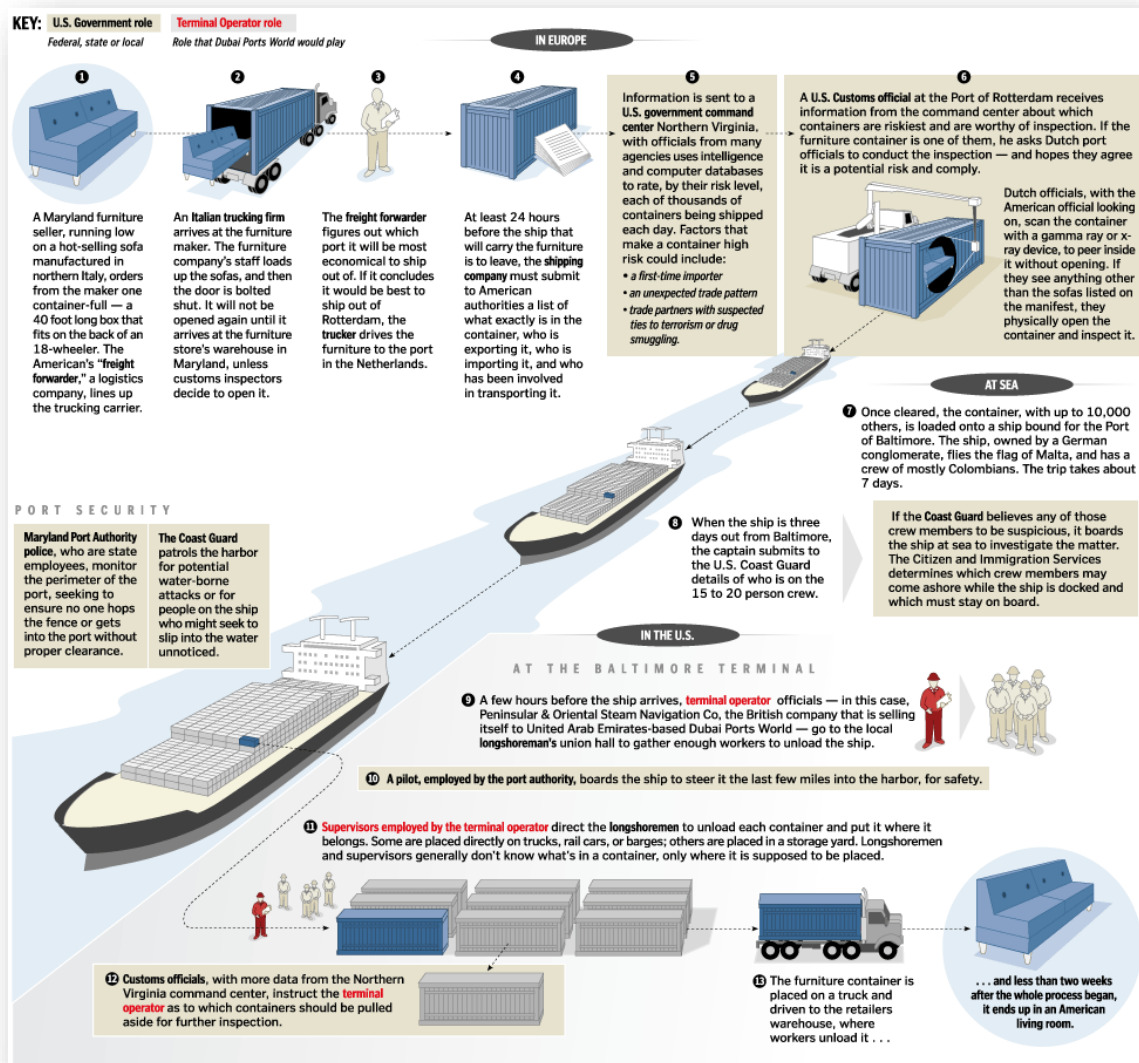 KEY: U.S. Government role Terminal Operator role
Federal, state or local Role that Dubai Ports World would play
IN EUROPE
1
A Maryland furniture
seller, running low
on a hot-selling sofa
manufactured in
northern Italy, orders
from the maker one
container-full — a
40 foot long box that
fits on the back of an
18-wheeler. The
American's "freight
forwarder," a logistics
company, lines up
the trucking carrier.
2
An Italian trucking firm
arrives at the furniture
maker. The furniture
company's staff loads
up the sofas, and then
the door is bolted
shut. It will not be
opened again until it
arrives at the furniture
store's warehouse in
Maryland, unless
customs inspectors
decide to open it.
3
The freight forwarder
figures out which
port it will be most
economical to ship
out of. If it concludes
it would be best to
ship out of
Rotterdam, the
trucker drives the
furniture to the port
in the Netherlands.
4
At least 24 hours
before the ship that
will carry the furniture
is to leave, the shipping
company must submit
to American
authorities a list of
what exactly is in the
container, who is
exporting it, who is
importing it, and who
has been involved
in transporting it.
5
Information is sent to a
U.S. government command
center Northern Virginia,
with officials from many
agencies uses intelligence
and computer databases
to rate, by their risk level,
each of thousands of
containers being shipped
each day. Factors that
make a container high
risk could include:
• a first-time importer
• an unexpected trade pattern
• trade partners with suspected
ties to terrorism or drug
smuggling.
6
A U.S. Customs official at the Port of Rotterdam receives
information from the command center about which
containers are riskiest and are worthy of inspection. If the
furniture container is one of them, he asks Dutch port
officials to conduct the inspection — and hopes they agree
it is a potential risk and comply.
Dutch officials, with the
American official looking
on, scan the container
with a gamma ray or x-
ray device, to peer inside
it without opening. If
they see anything other
than the sofas listed on
the manifest, they
physically open the
container and inspect it.
AT SEA
7 Once cleared, the container, with up to 10,000
others, is loaded onto a ship bound for the Port
of Baltimore. The ship, owned by a German
conglomerate, flies the flag of Malta, and has a
crew of mostly Colombians. The trip takes about
7 days.
8 When the ship is three
days out from Baltimore,
the captain submits to
the U.S. Coast Guard
details of who is on the
15 to 20 person crew.
If the Coast Guard believes any of those
crew members to be suspicious, it boards
the ship at sea to investigate the matter.
The Citizen and Immigration Services
determines which crew members may
come ashore while the ship is docked and
which must stay on board.
PORT SECURITY
Maryland Port Authority
police, who are state
employees, monitor
the perimeter of the
port, seeking to
ensure no one hops
the fence or gets
into the port without
proper clearance.
The Coast Guard
patrols the harbor
for potential
water-borne
attacks or for
people on the ship
who might seek to
slip into the water
unnoticed.
IN THE U.S.
AT THE BALTIMORE TERMINAL
9 A few hours before the ship arrives, terminal operator officials — in this case,
Peninsular & Oriental Steam Navigation Co, the British company that is selling
itself to United Arab Emirates-based Dubai Ports World — go to the local
longshoreman's union hall to gather enough workers to unload the ship.
10 A pilot, employed by the port authority, boards the ship to steer it the last few miles into the harbor, for safety.
11 Supervisors employed by the terminal operator direct the longshoremen to unload each container and put it where it
belongs. Some are placed directly on trucks, rail cars, or barges; others are placed in a storage yard. Longshoremen
and supervisors generally don't know what's in a container, only where it is supposed to be placed.
12 Customs officials, with more data from the Northern
Virginia command center, instruct the terminal
operator as to which containers should be pulled
aside for further inspection.
13 The furniture container is
placed on a truck and
driven to the retailers
warehouse, where
workers unload it . . .
. . . and less than two weeks
after the whole process began,
it ends up in an American
living room.